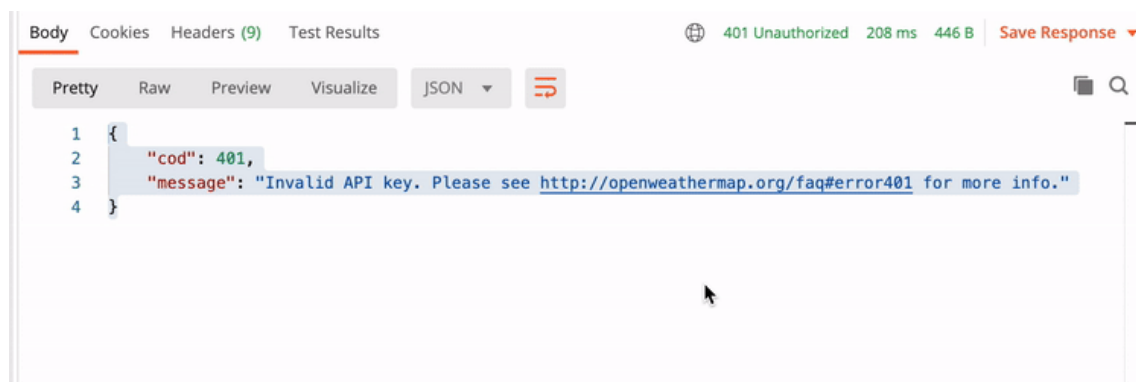 Body Cookies Headers (9) Test Results 401 Unauthorized 208 ms 446 B Save Response
Pretty Raw Preview Visualize JSON
1 {
2 "cod": 401,
3 "message": "Invalid API key. Please see http://openweathermap.org/faq#error401 for more info."
4 }